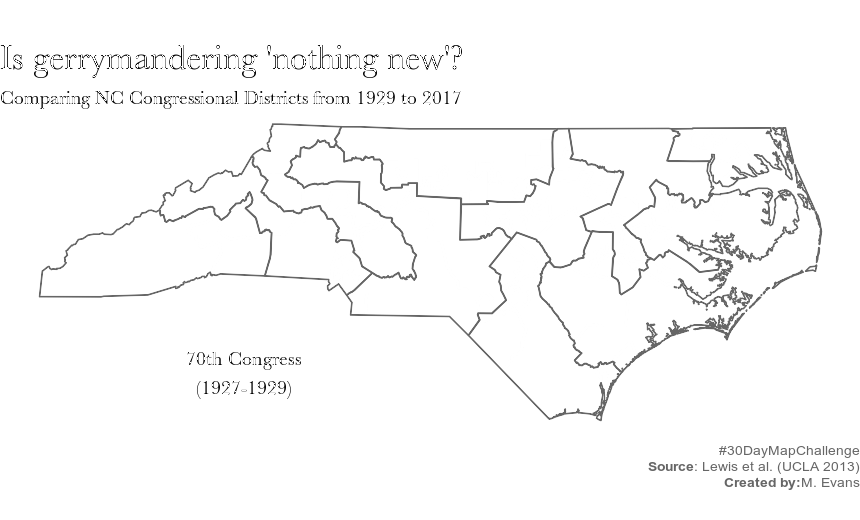 Is gerrymandering 'nothing new'?
Comparing NC Congressional Districts from 1929 to 2017
70th Congress
(1927-1929)
#30DayMapChallenge
Source: Lewis et al. (UCLA 2013)
Created by:M. Evans